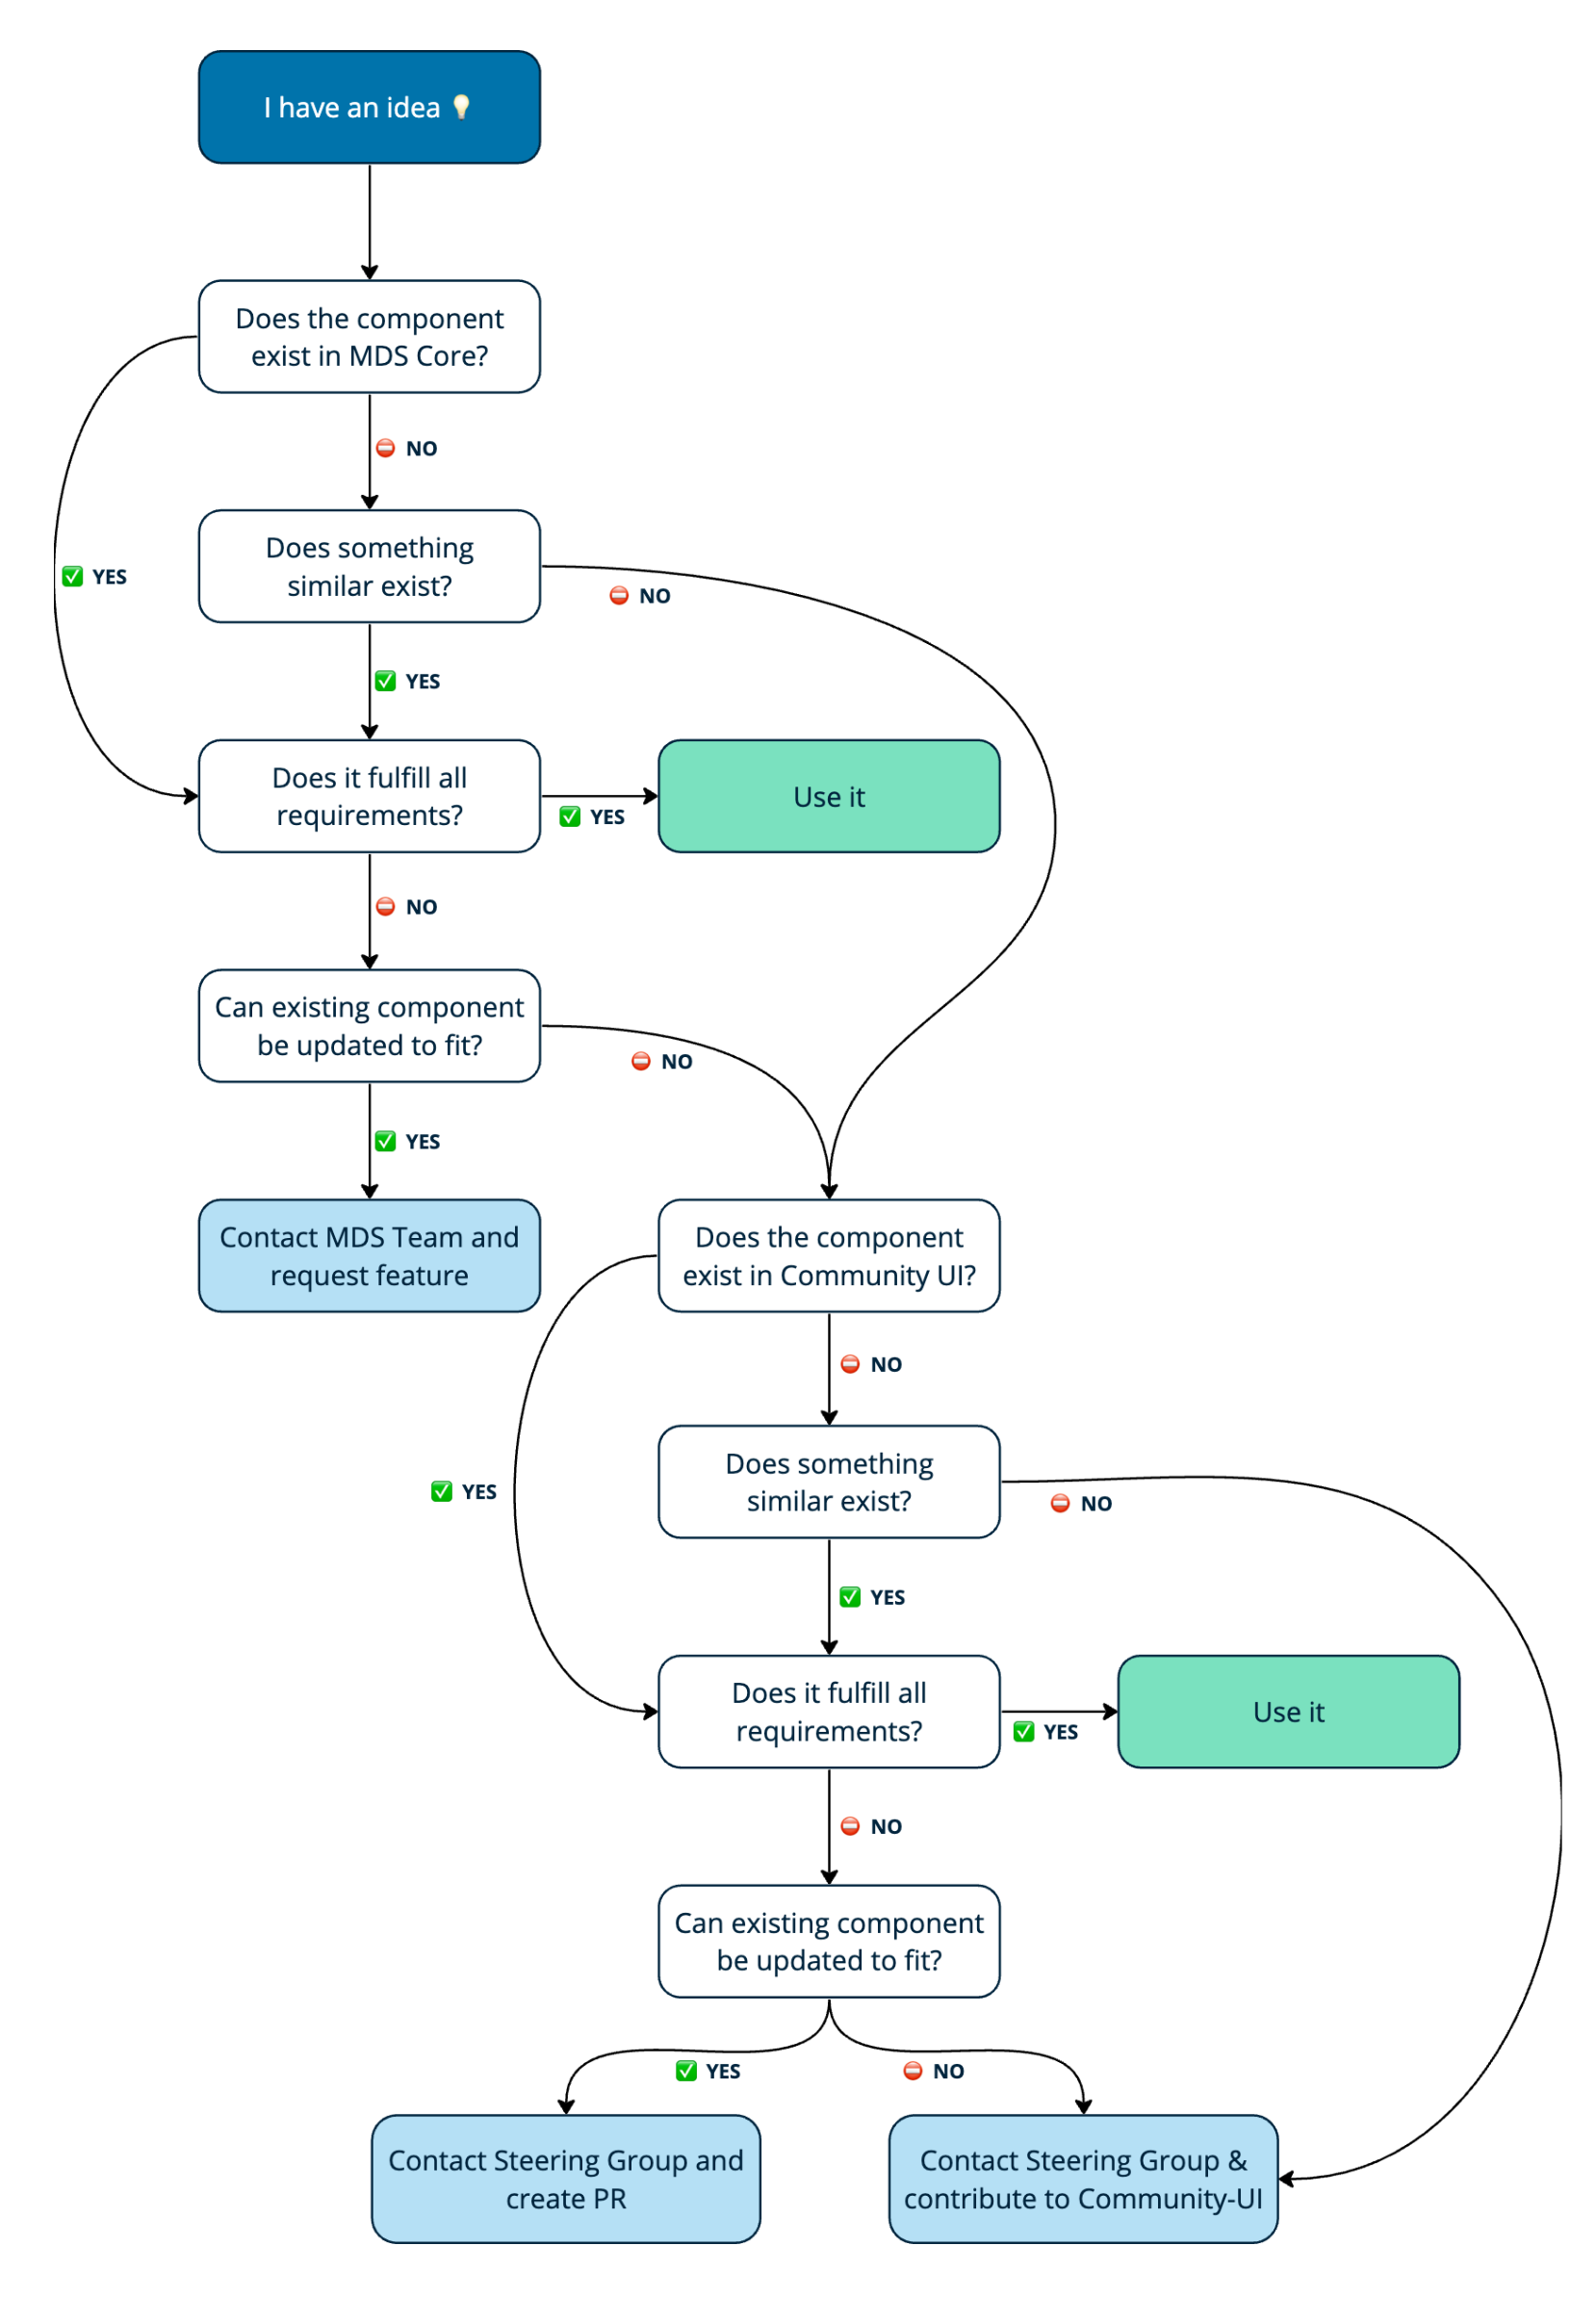 I have an idea 💡
Does the component
exist in MDS Core?
⛔ NO
✅ YES
Does something
similar exist?
⛔ NO
✅ YES
Does it fulfill all
requirements?
✅ YES
Use it
⛔ NO
Can existing component
be updated to fit?
⛔ NO
✅ YES
Contact MDS Team and
request feature
Does the component
exist in Community UI?
⛔ NO
✅ YES
Does something
similar exist?
⛔ NO
✅ YES
Does it fulfill all
requirements?
✅ YES
Use it
⛔ NO
Can existing component
be updated to fit?
✅ YES
⛔ NO
Contact Steering Group and
create PR
Contact Steering Group &
contribute to Community-UI